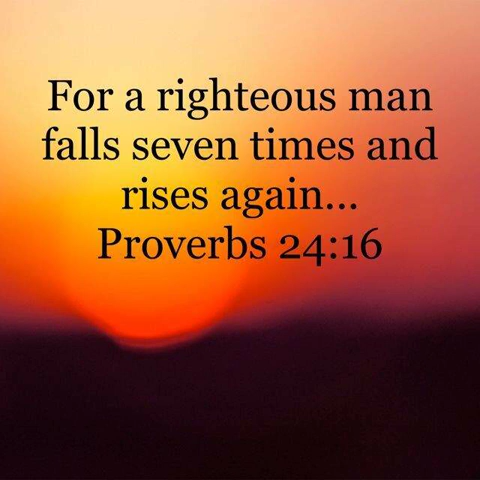 For a righteous man
falls seven times and
rises again...
Proverbs 24:16